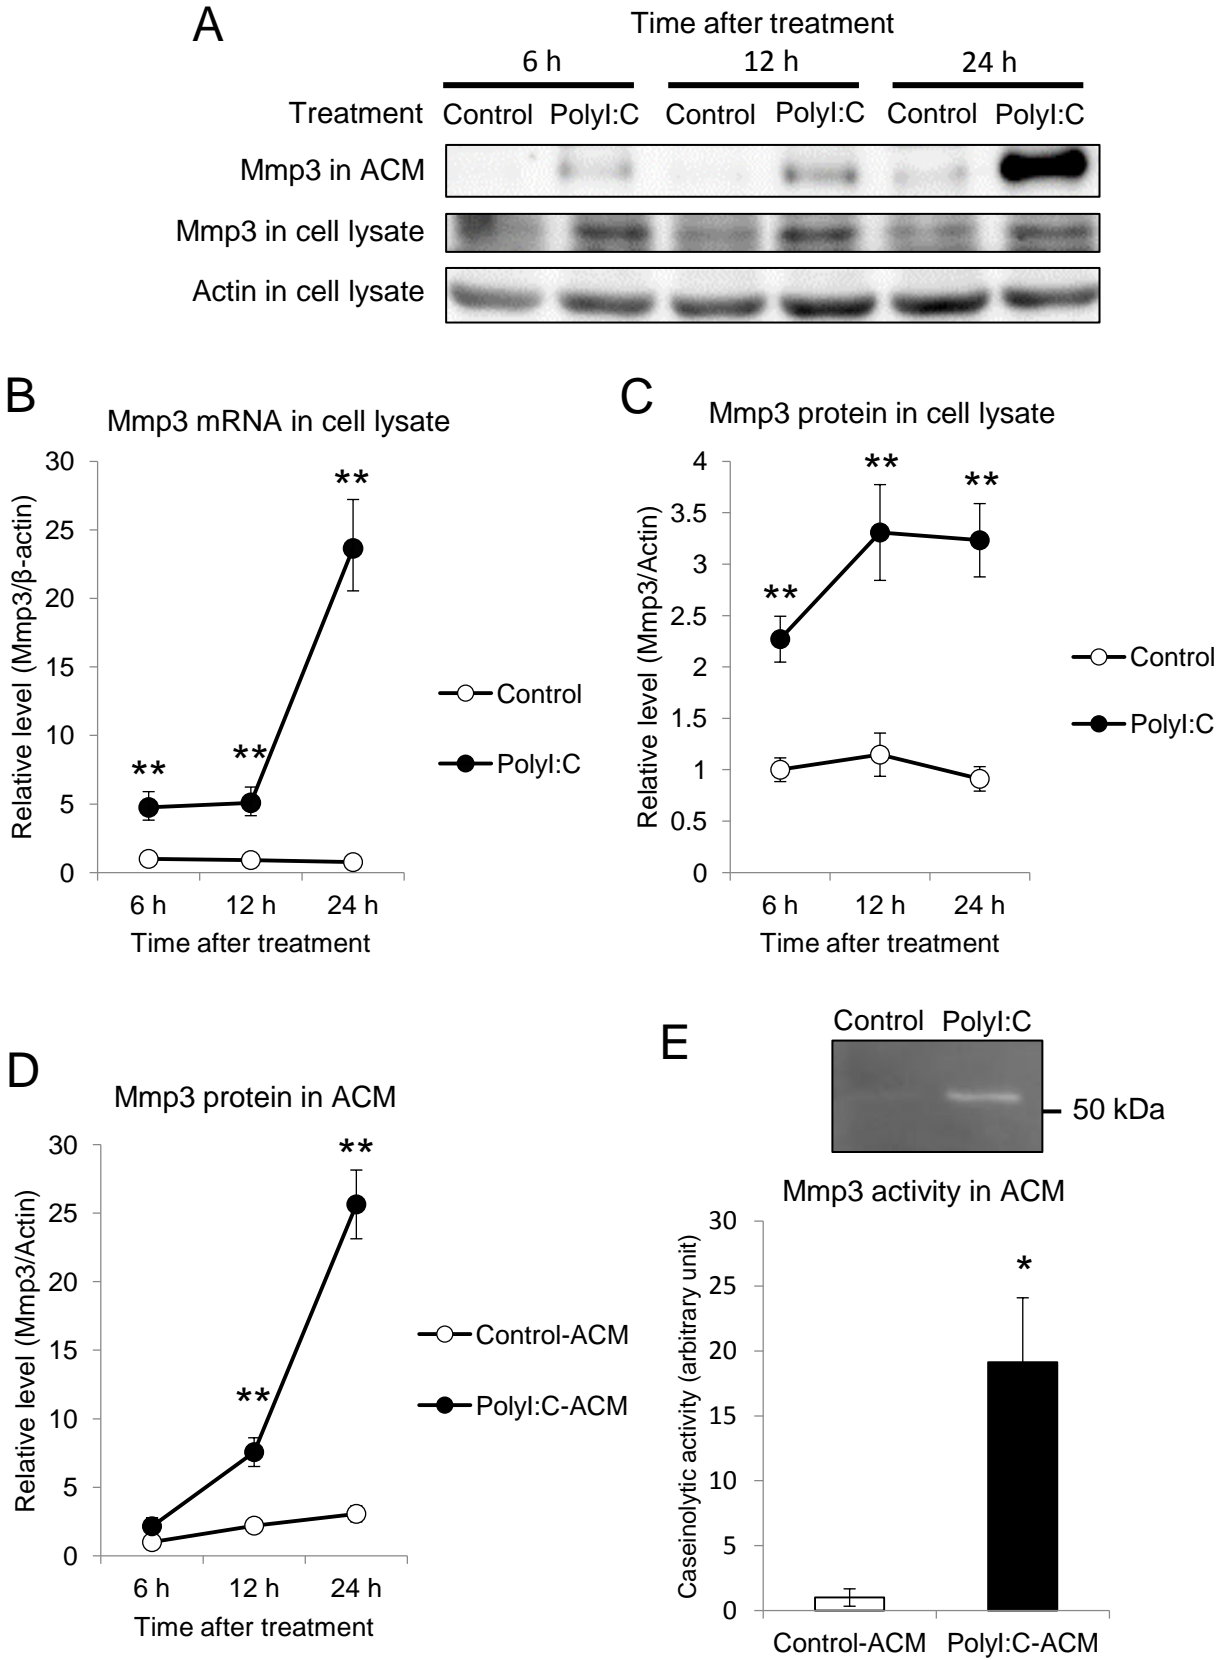 A
Time after treatment
6 h 12 h 24 h
Treatment Control PolyI:C Control PolyI:C Control PolyI:C
Mmp3 in ACM
Mmp3 in cell lysate
Actin in cell lysate
B
Mmp3 mRNA in cell lysate
Relative level (Mmp3/β-actin)
30
25
20
15
10
5
0
**
**
**
6 h 12 h 24 h
Time after treatment
Control
PolyI:C
C
Mmp3 protein in cell lysate
Relative level (Mmp3/Actin)
4
3.5
3
2.5
2
1.5
1
0.5
0
**
**
**
6 h 12 h 24 h
Time after treatment
Control
PolyI:C
D
Mmp3 protein in ACM
Relative level (Mmp3/Actin)
30
25
20
15
10
5
0
**
**
6 h 12 h 24 h
Time after treatment
Control-ACM
PolyI:C-ACM
E
Control PolyI:C
50 kDa
Mmp3 activity in ACM
Caseinolytic activity (arbitrary unit)
30
25
20
15
10
5
0
*
Control-ACM PolyI:C-ACM